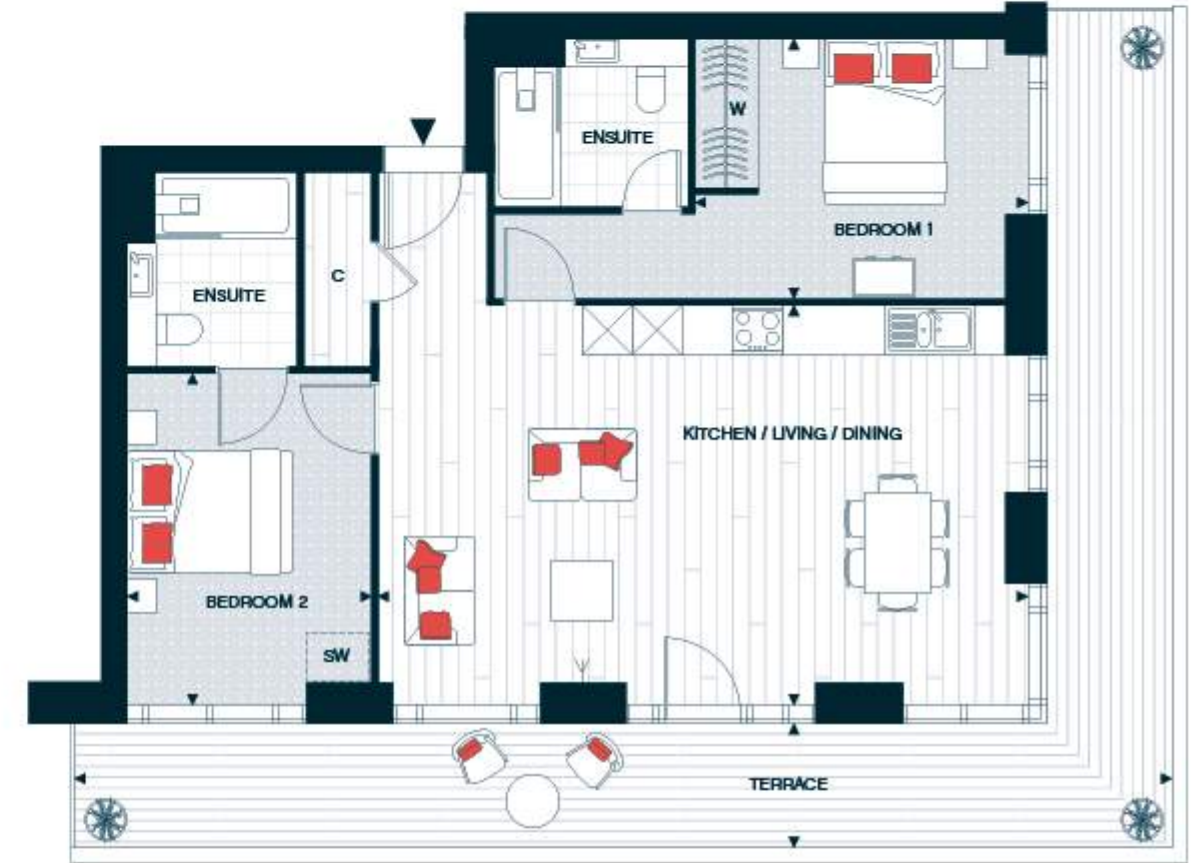 ENSUITE
W
BEDROOM 1
ENSUITE
C
KITCHEN / LIVING / DINING
BEDROOM 2
SW
TERRACE